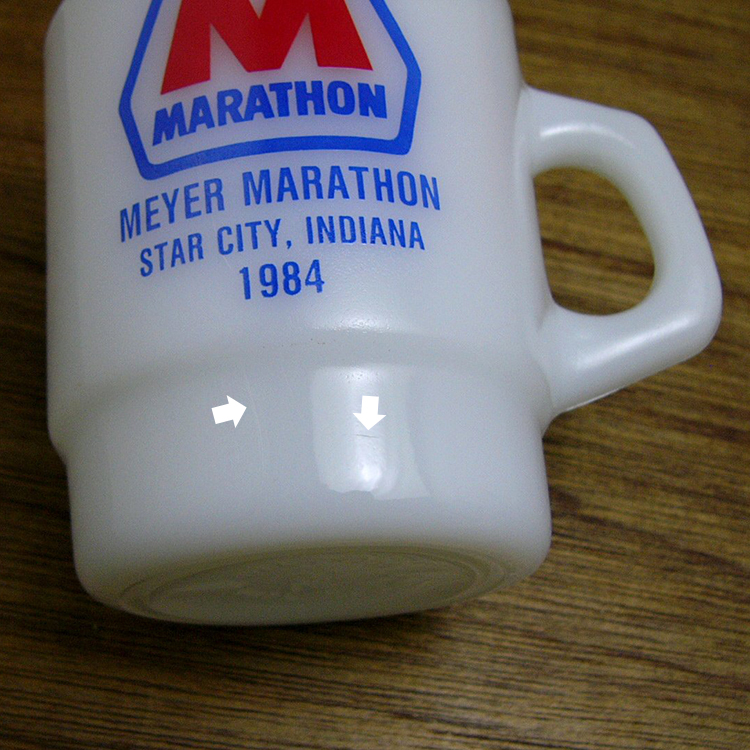 M
MARATHON
MEYER MARATHON
STAR CITY, INDIANA
1984